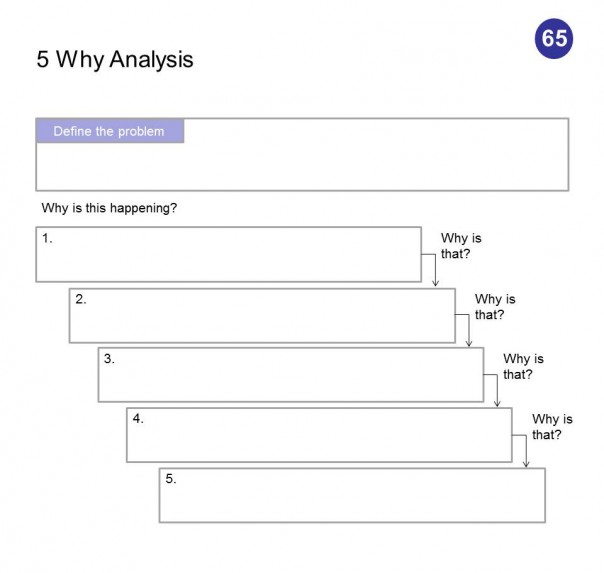 65
5 Why Analysis
Define the problem
Why is this happening?
1.
Why is
that?
2.
Why is
that?
3.
Why is
that?
4.
Why is
that?
5.